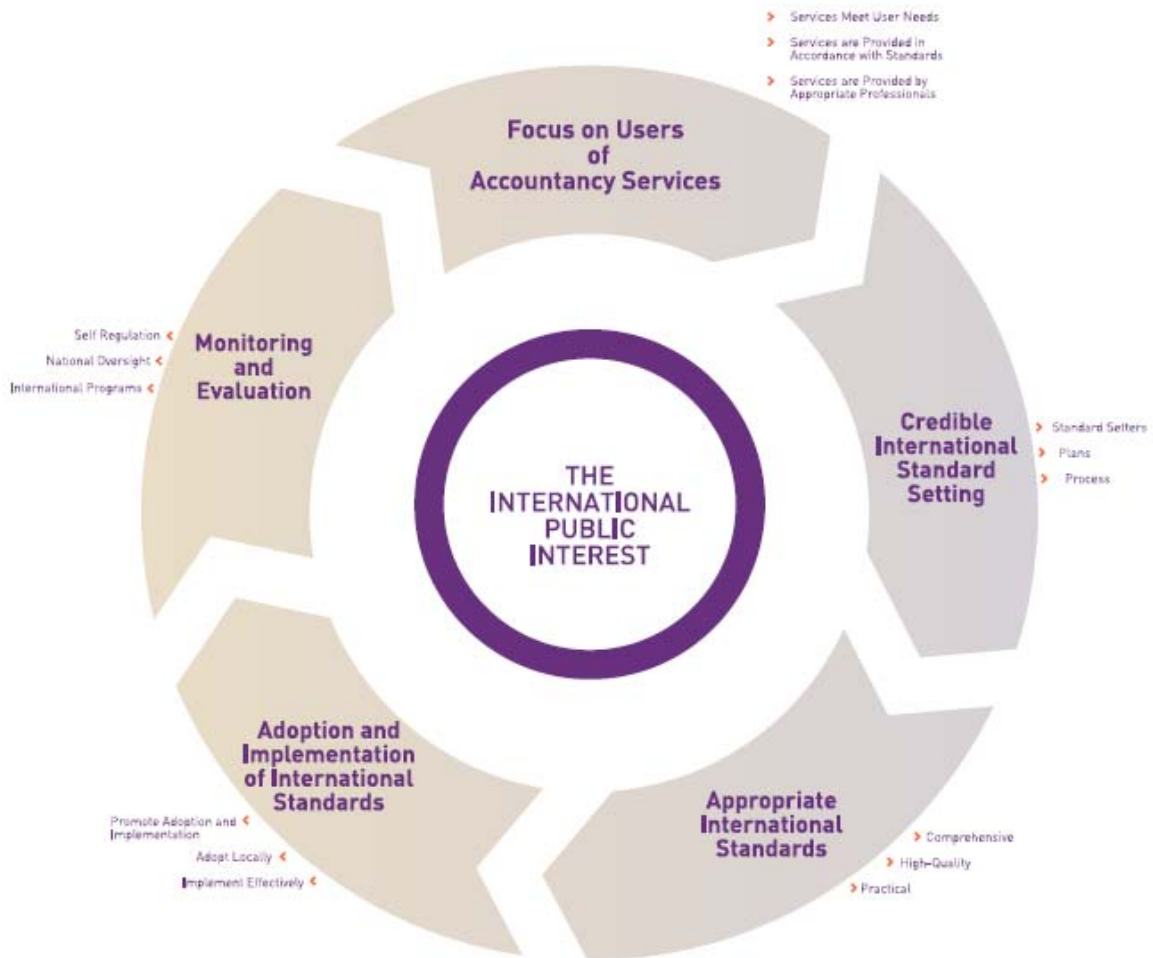 Services Meet User Needs
Services are Provided in
Accordance with Standards
Services are Provided by
Appropriate Professionals
Focus on Users
of
Accountancy Services
Credible
International
Standard
Setting
Standard Setters
Plans
Process
Appropriate
International
Standards
Comprehensive
High-Quality
Practical
Adoption and
Implementation
of International
Standards
Promote Adoption and
Implementation
Adopt Locally
Implement Effectively
Monitoring
and
Evaluation
Self Regulation
National Oversight
International Programs
THE
INTERNATIONAL
PUBLIC
INTEREST